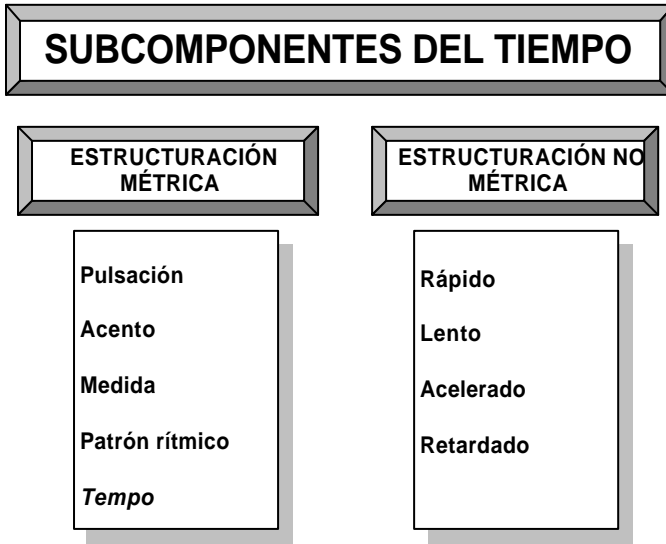 SUBCOMPONENTES DEL TIEMPO
ESTRUCTURACIÓN
MÉTRICA
Pulsación
Acento
Medida
Patrón rítmico
Tempo
ESTRUCTURACIÓN NO
MÉTRICA
Rápido
Lento
Acelerado
Retardado